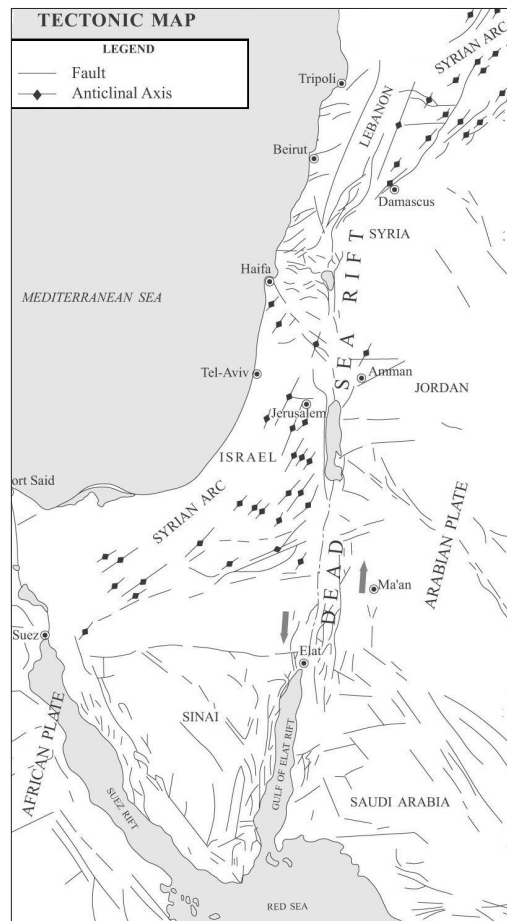 TECTONIC MAP
LEGEND
Fault
Anticlinal Axis
SYRIAN ARC
Tripoli
LEBANON
Beirut
Damascus
SYRIA
Haifa
MEDITERRANEAN SEA
DEAD SEA RIFT
Tel-Aviv
Amman
JORDAN
Jerusalem
ISRAEL
ort Said
SYRIAN ARC
ARABIAN PLATE
Ma'an
Suez
Elat
SINAI
AFRICAN PLATE
GULF OF ELAT RIFT
SUEZ RIFT
SAUDI ARABIA
RED SEA